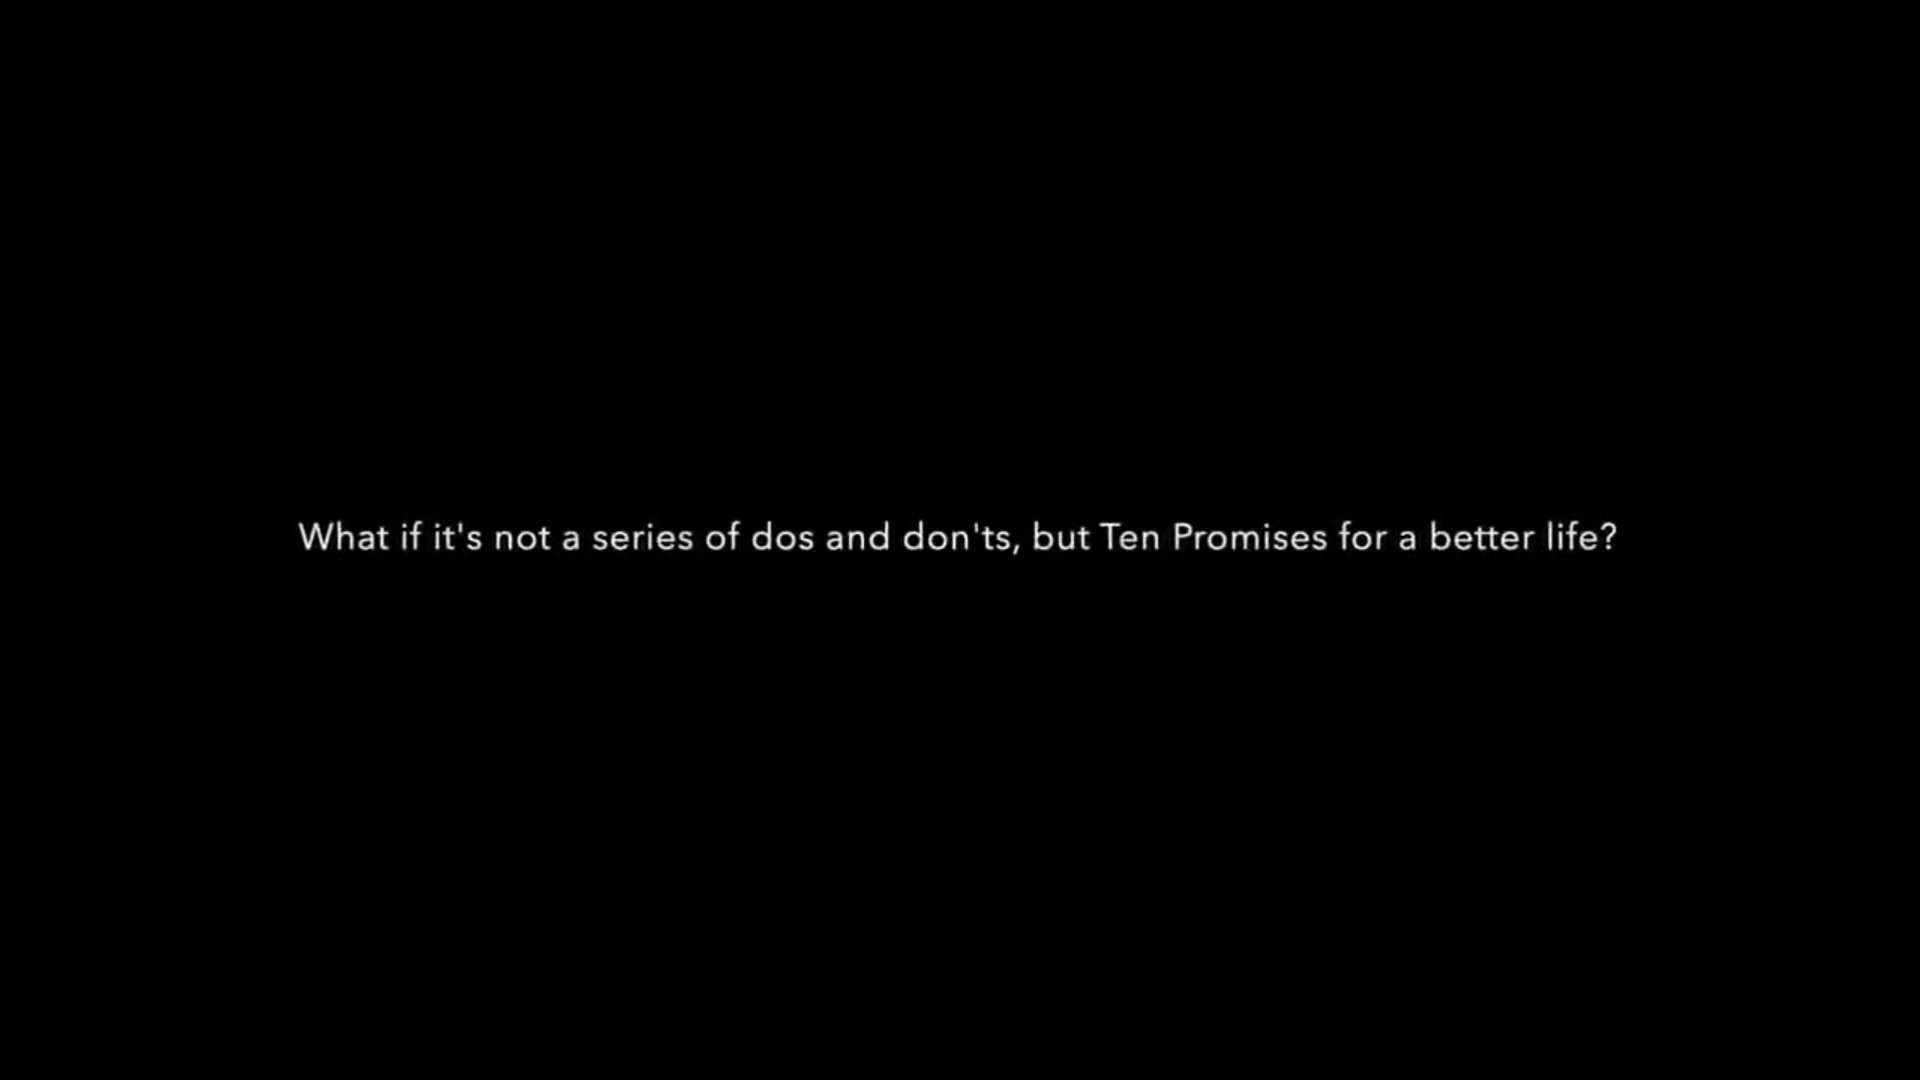 What if it's not a series of dos and don'ts, but Ten Promises for a better life?